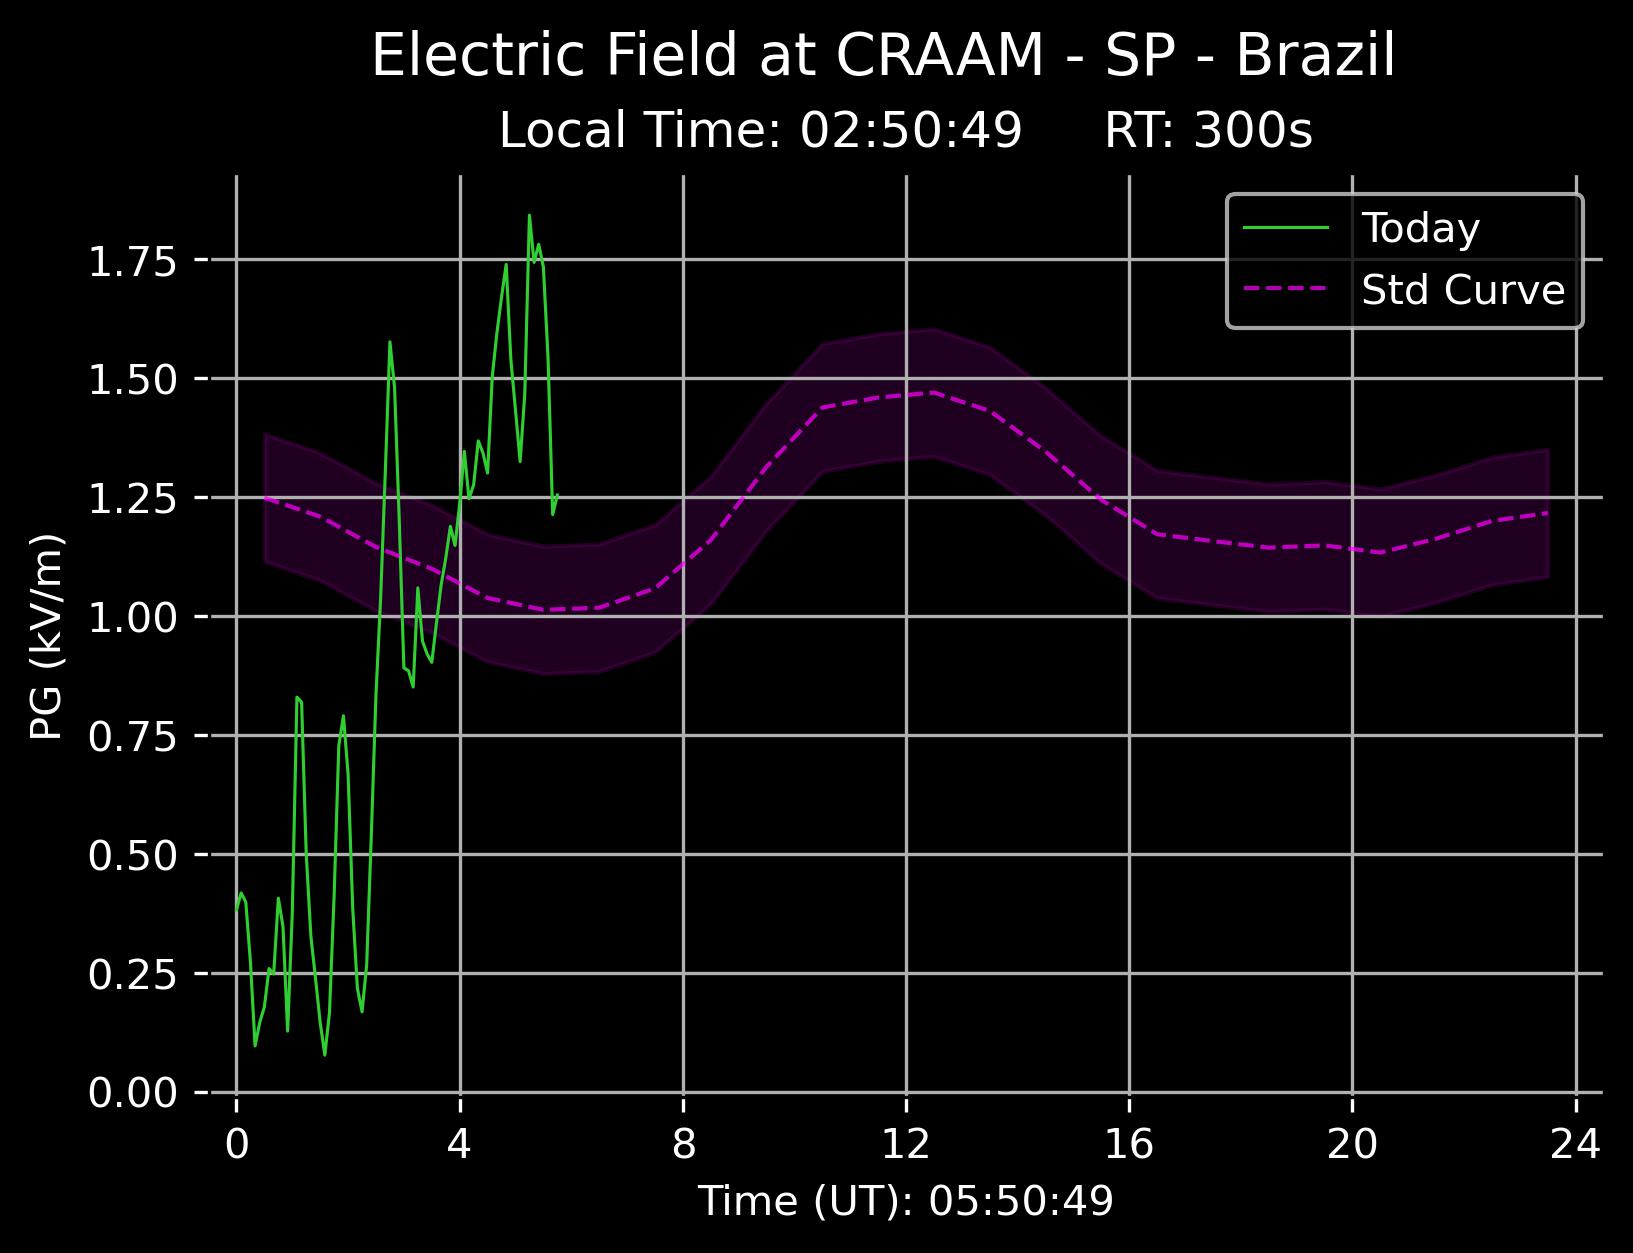 Electric Field at CRAAM - SP - Brazil
Local Time: 02:50:49 RT: 300s
Today
Std Curve
PG (kV/m)
1.75
1.50
1.25
1.00
0.75
0.50
0.25
0.00
0 4 8 12 16 20 24
Time (UT): 05:50:49